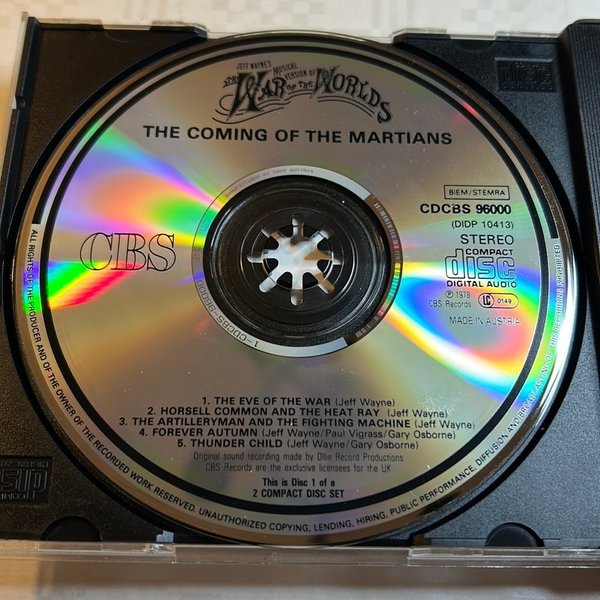 JEFF WAYNE'S
MUSICAL
VERSION OF
THE WAR OF THE WORLDS
THE COMING OF THE MARTIANS
BIEM/STEMRA
CDCBS 96000
(DIDP 10413)
STEREO
COMPACT
disc
DIGITAL AUDIO
℗ 1978
CBS Records
LC 0149
MADE IN AUSTRIA
CBS
1-CDCBS-96000
1. THE EVE OF THE WAR (Jeff Wayne)
2. HORSELL COMMON AND THE HEAT RAY (Jeff Wayne)
3. THE ARTILLERYMAN AND THE FIGHTING MACHINE (Jeff Wayne)
4. FOREVER AUTUMN (Jeff Wayne/Paul Vigrass/Gary Osborne)
5. THUNDER CHILD (Jeff Wayne/Gary Osborne)
Original sound recording made by Ollie Record Productions
CBS Records are the exclusive licensees for the UK
This is Disc 1 of a
2 COMPACT DISC SET
ALL RIGHTS OF THE PRODUCER AND OF THE OWNER OF THE RECORDED WORK RESERVED. UNAUTHORIZED COPYING, LENDING, HIRING, PUBLIC PERFORMANCE, DIFFUSION AND BROADCASTING OF THIS RECORDING PROHIBITED